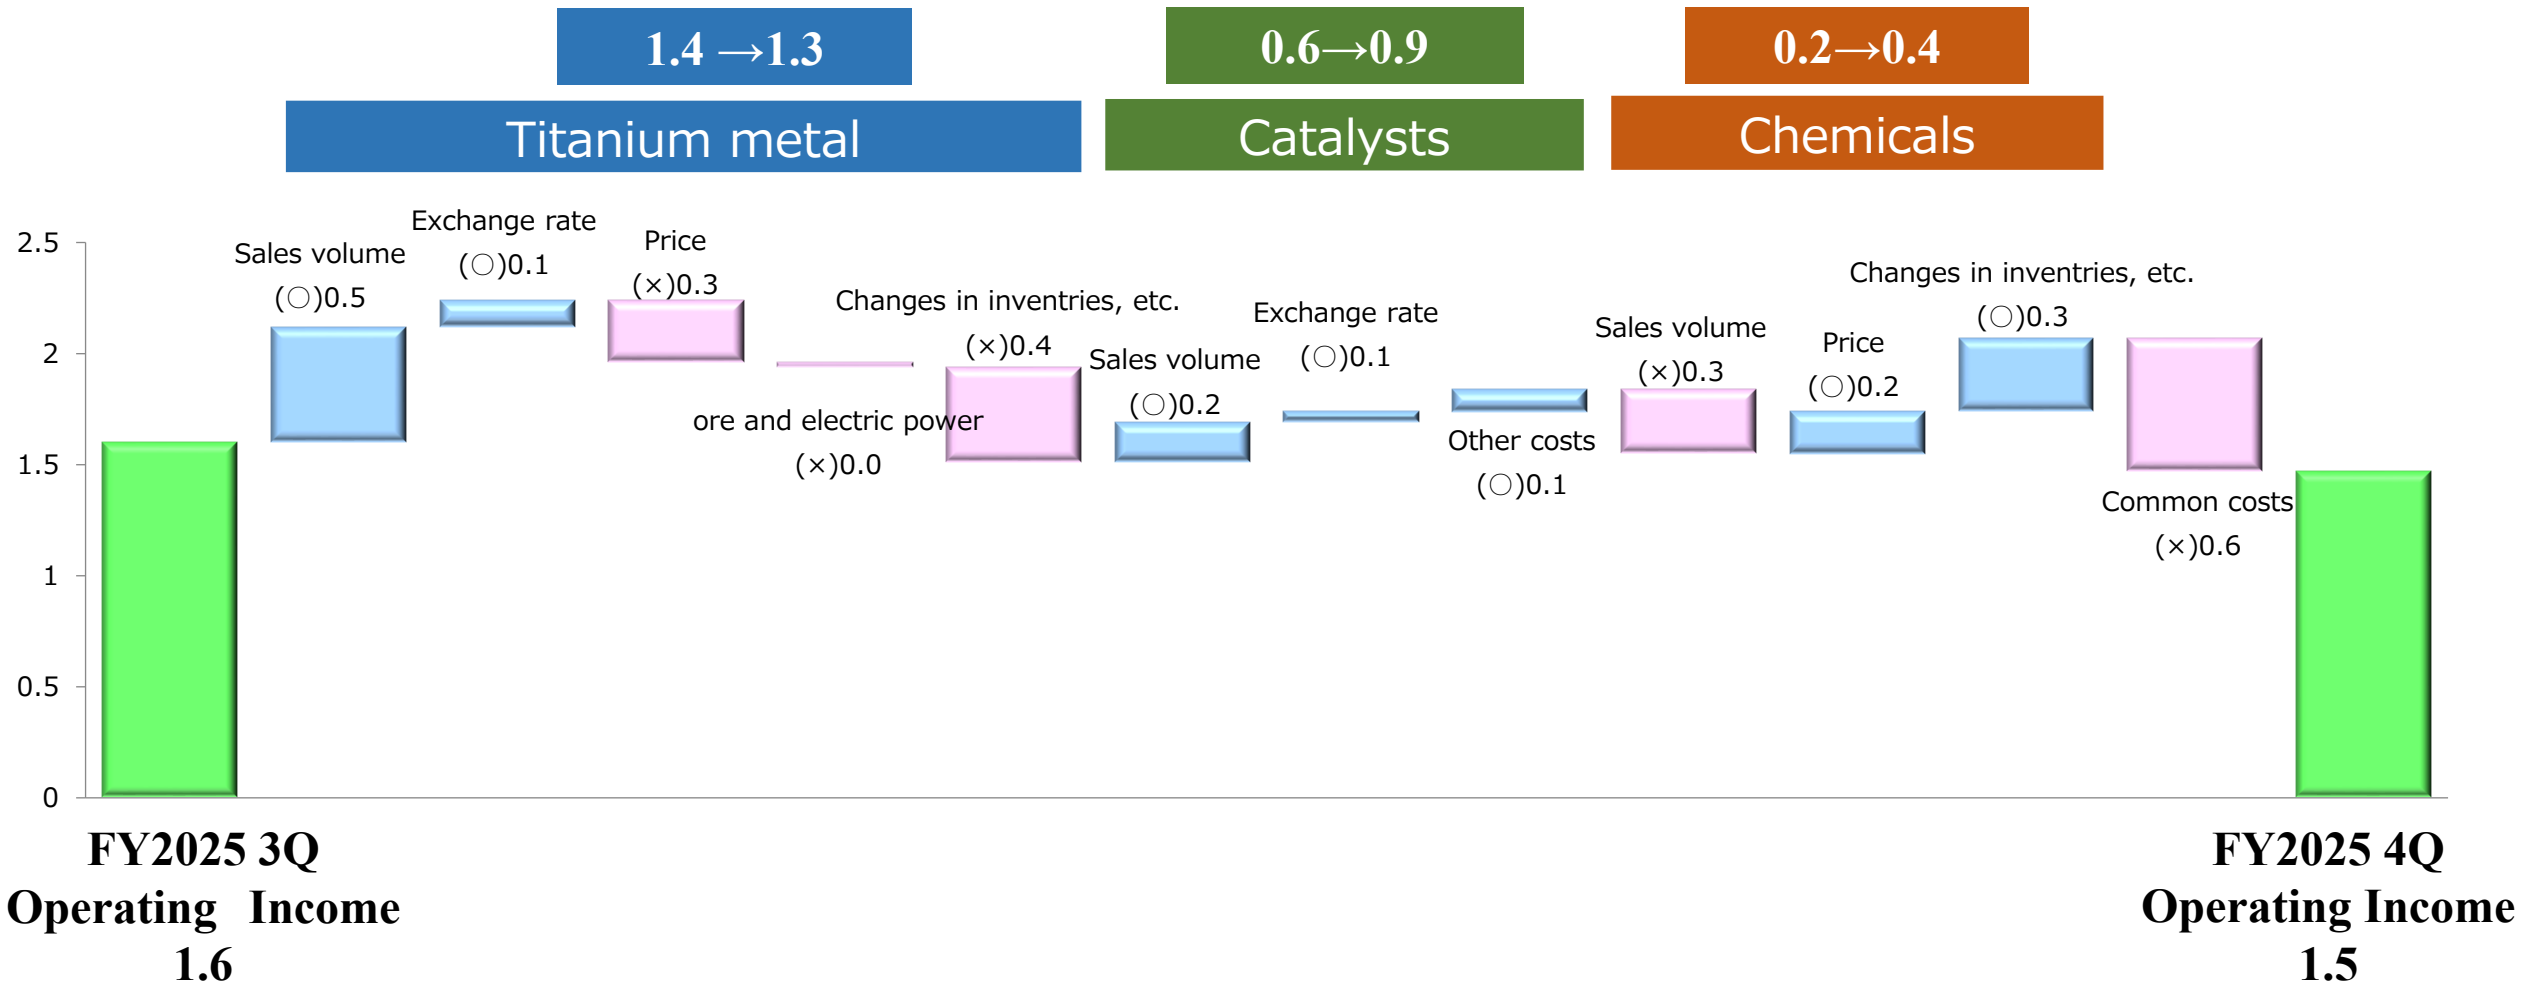 1.4 →1.3
0.6→0.9
0.2→0.4
Titanium metal
Catalysts
Chemicals
Sales volume
(○)0.5
Exchange rate
(○)0.1
Price
(×)0.3
ore and electric power
(×)0.0
Changes in inventries, etc.
(×)0.4
Sales volume
(○)0.2
Exchange rate
(○)0.1
Other costs
(○)0.1
Sales volume
(×)0.3
Price
(○)0.2
Changes in inventries, etc.
(○)0.3
Common costs
(×)0.6
2.5
2
1.5
1
0.5
0
FY2025 3Q
Operating Income
1.6
FY2025 4Q
Operating Income
1.5